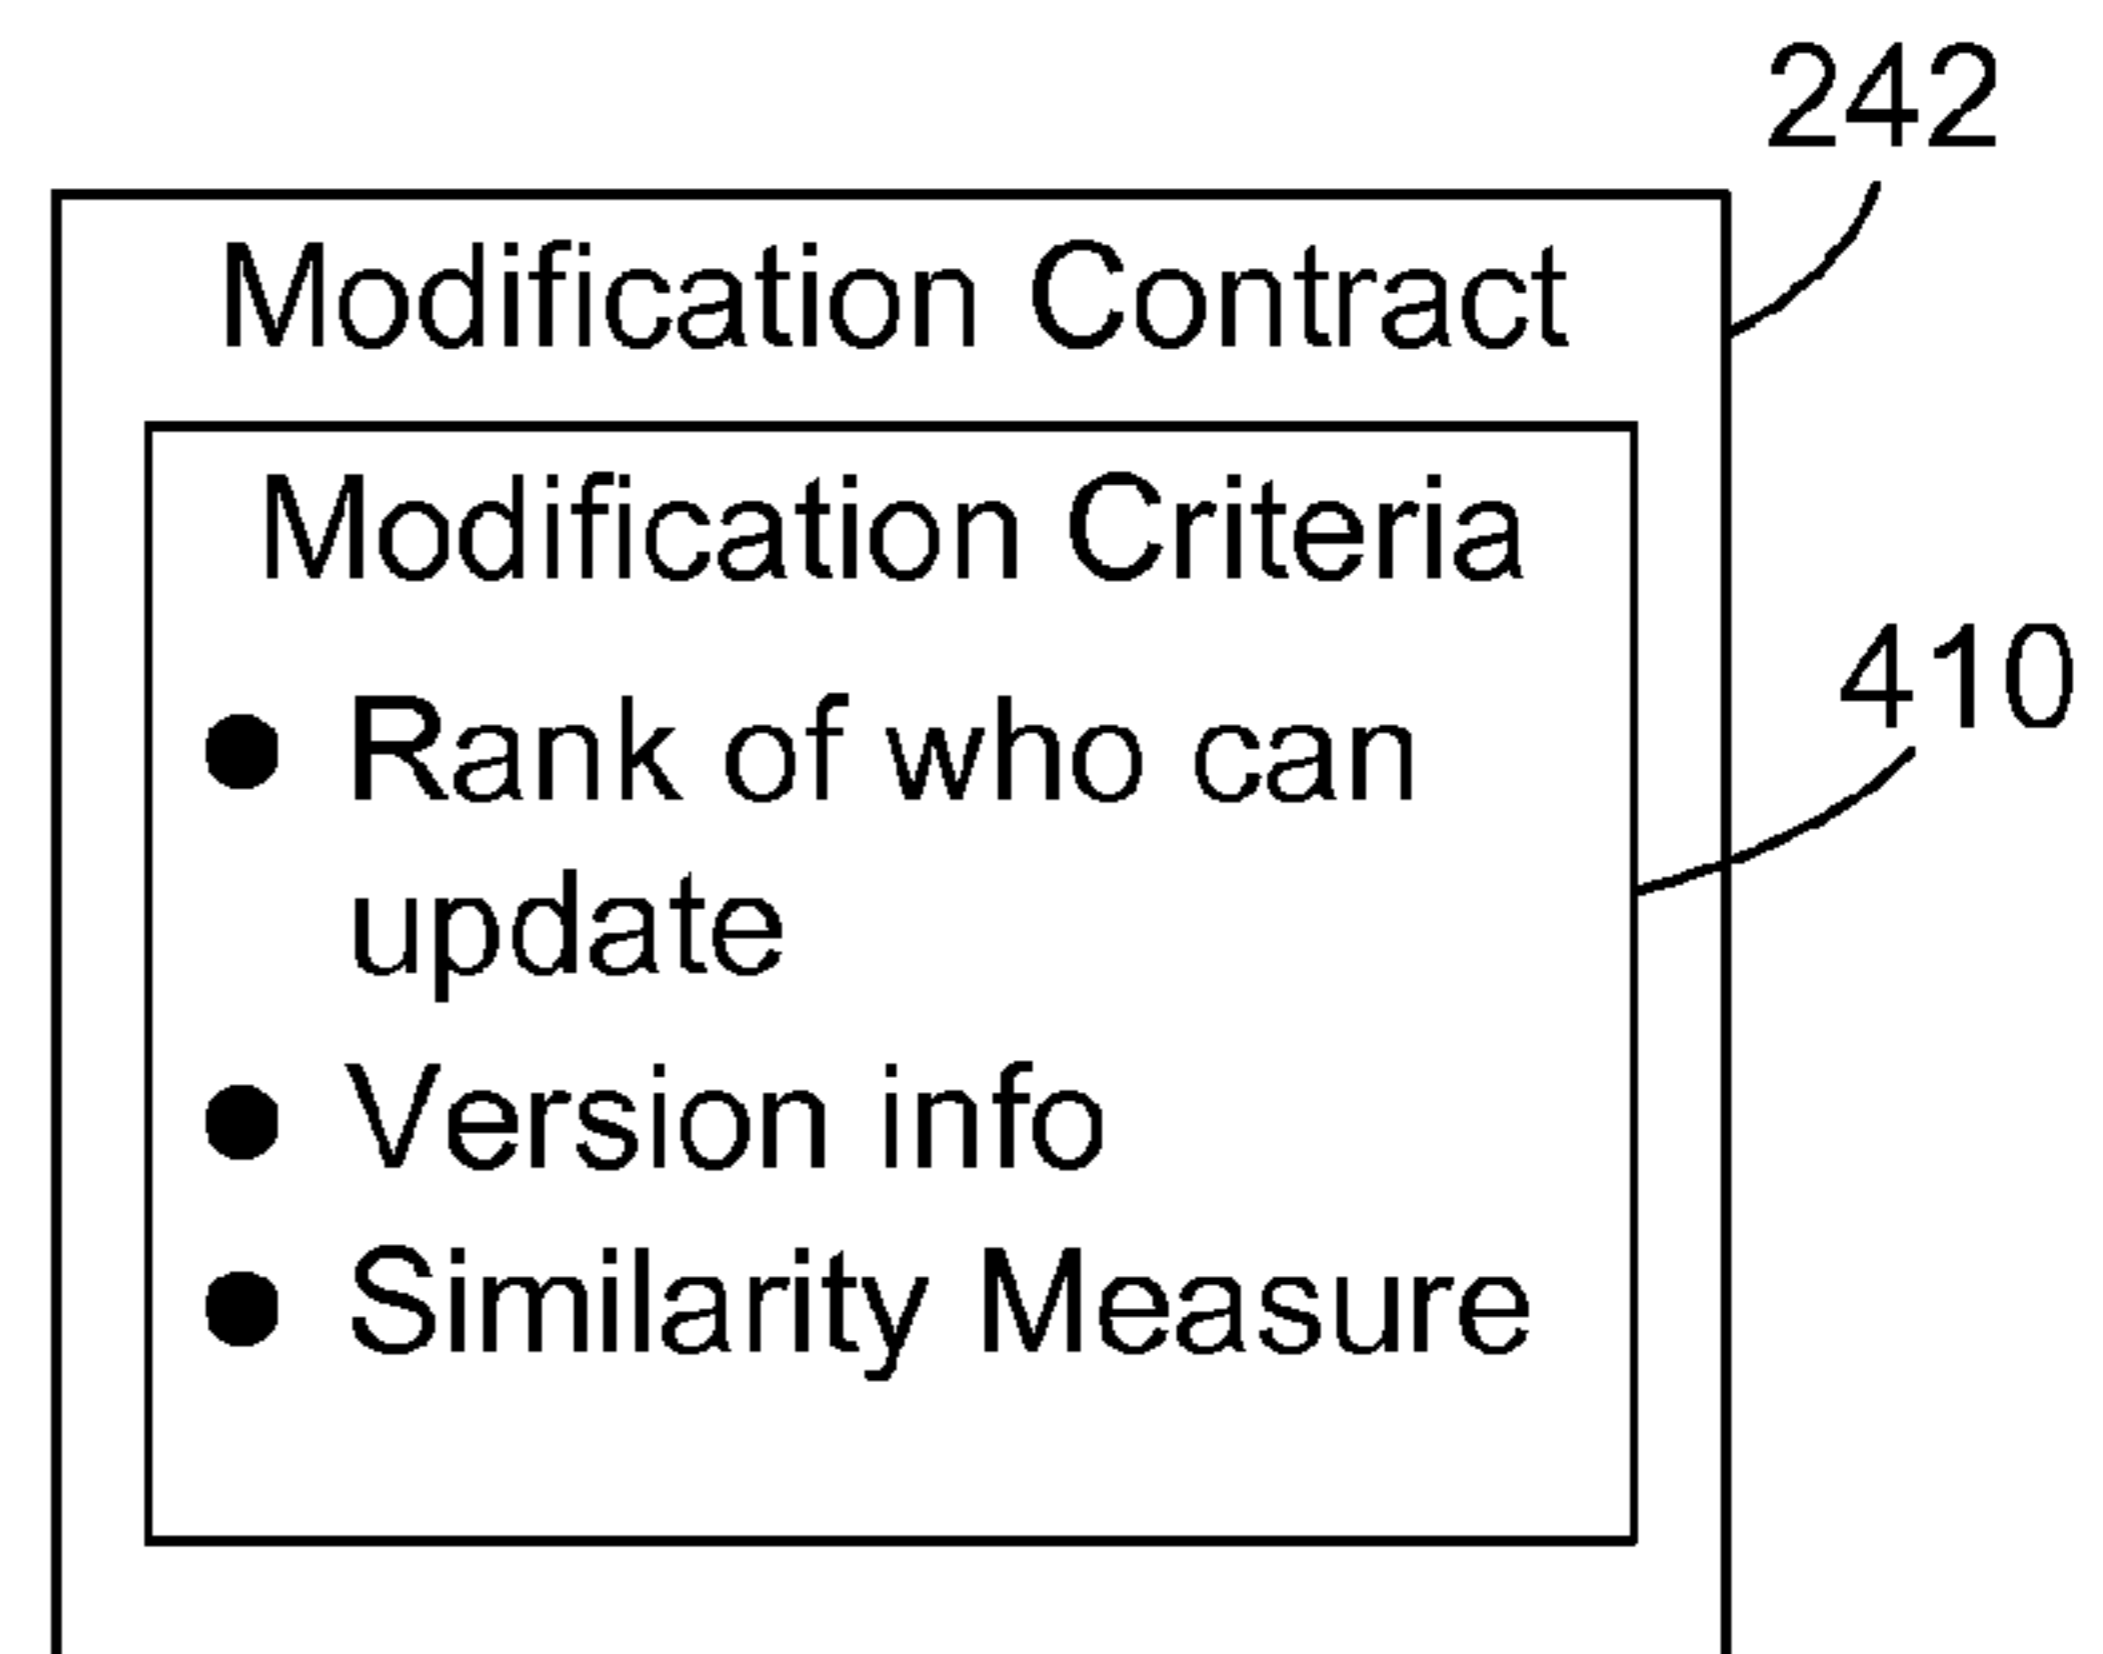 242
Modification Contract
Modification Criteria
410
● Rank of who can
update
● Version info
● Similarity Measure